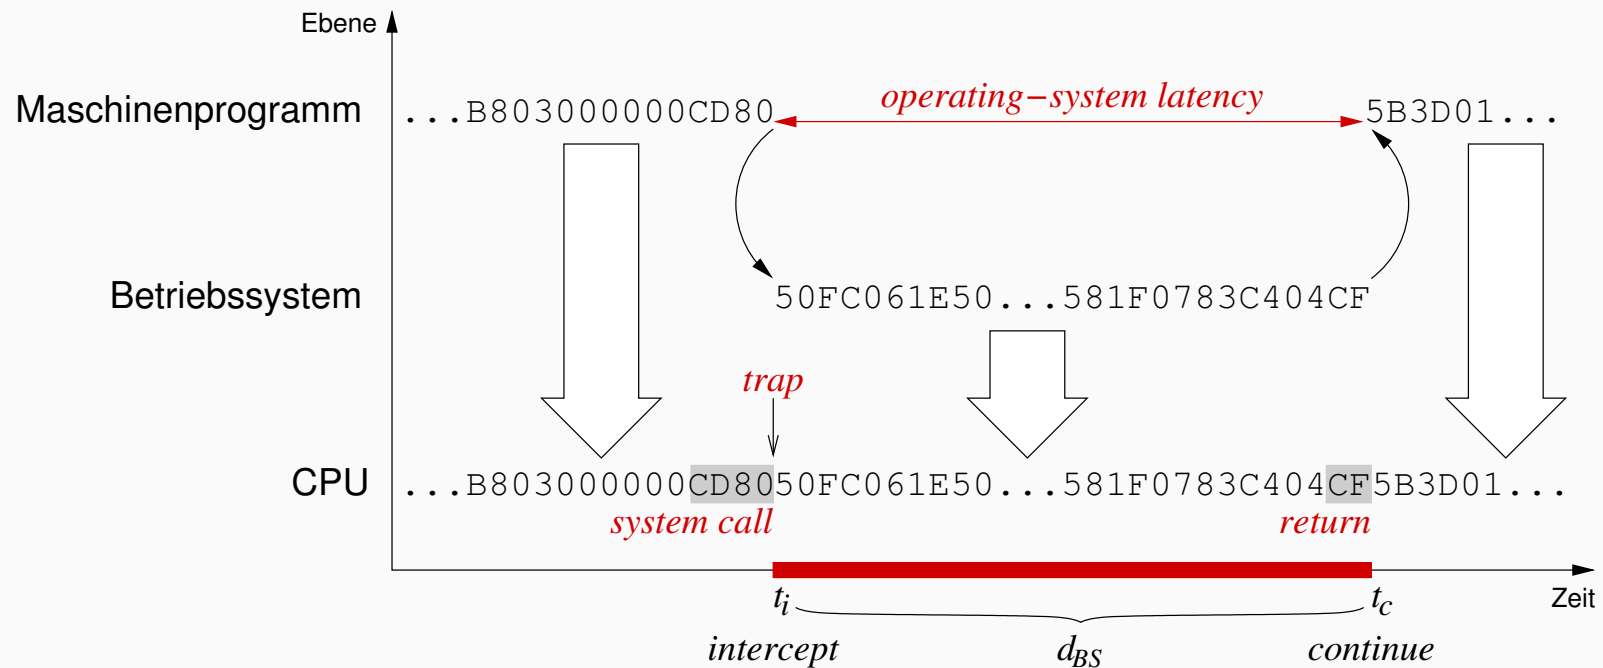 Ebene
Maschinenprogramm ...B803000000CD80 operating–system latency 5B3D01...
Betriebssystem 50FC061E50...581F0783C404CF
trap
CPU ...B803000000CD8050FC061E50...581F0783C404CF5B3D01...
system call return
ti tc Zeit
intercept dBS continue